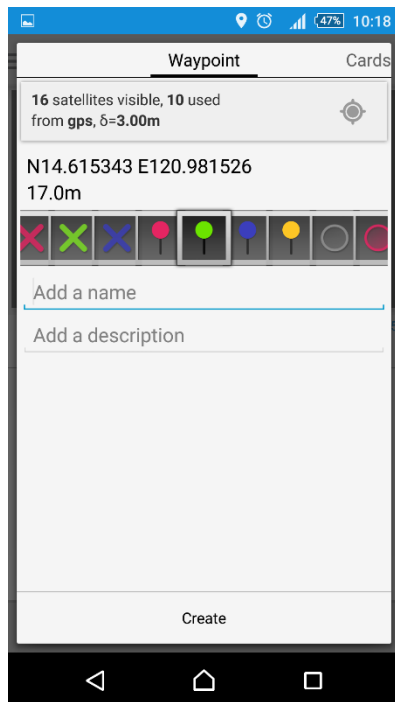 47% 10:18
Waypoint Cards
16 satellites visible, 10 used
from gps, δ=3.00m
N14.615343 E120.981526
17.0m
Add a name
Add a description
Create